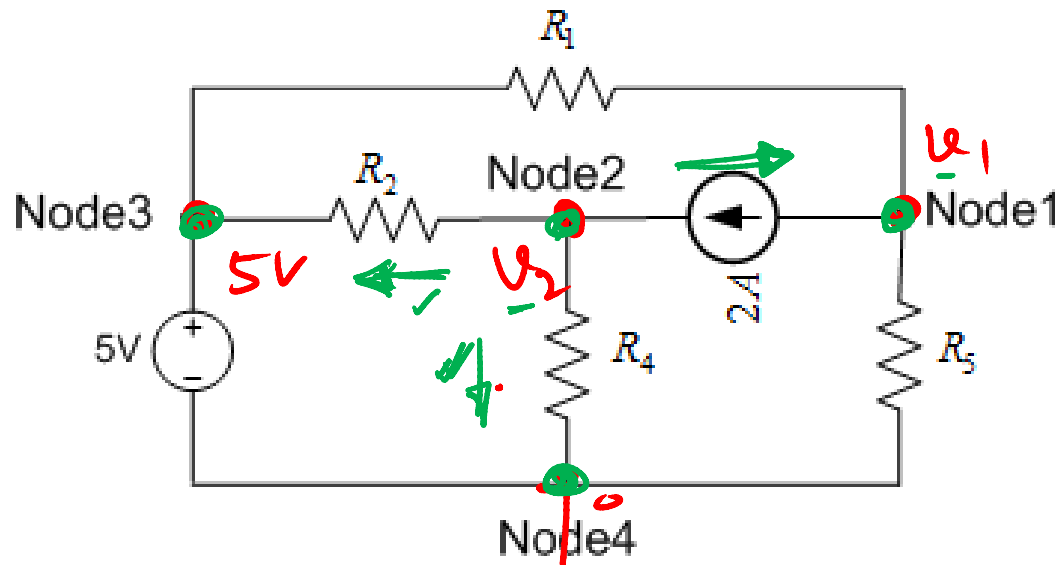 R₁
v₁
Node3
R₂
Node2
Node1
5V
v₂
2A
5V
+
−
R₄
R₅
0
Node4